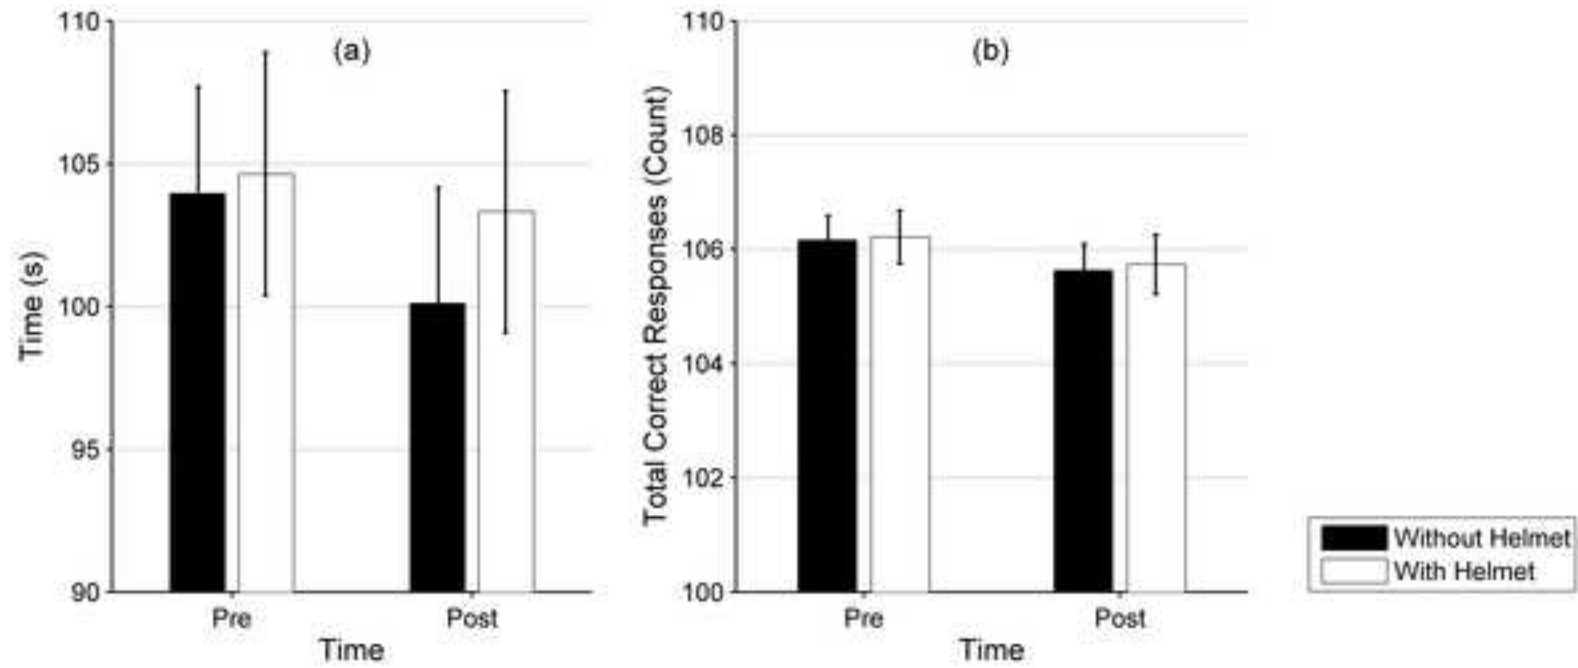 (a)
110
105
100
95
90
Time (s)
Pre Post
Time
(b)
110
108
106
104
102
100
Total Correct Responses (Count)
Pre Post
Time
Without Helmet
With Helmet